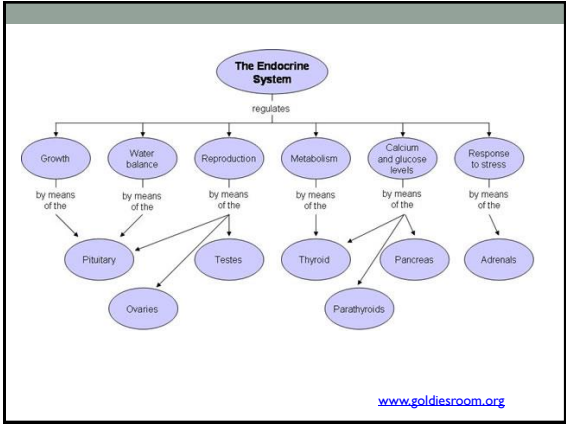 The Endocrine
System
regulates
Growth
Water
balance
Reproduction
Metabolism
Calcium
and glucose
levels
Response
to stress
by means
of the
by means
of the
by means
of the
by means
of the
by means
of the
by means
of the
Pituitary
Testes
Thyroid
Pancreas
Adrenals
Ovaries
Parathyroids
www.goldiesroom.org